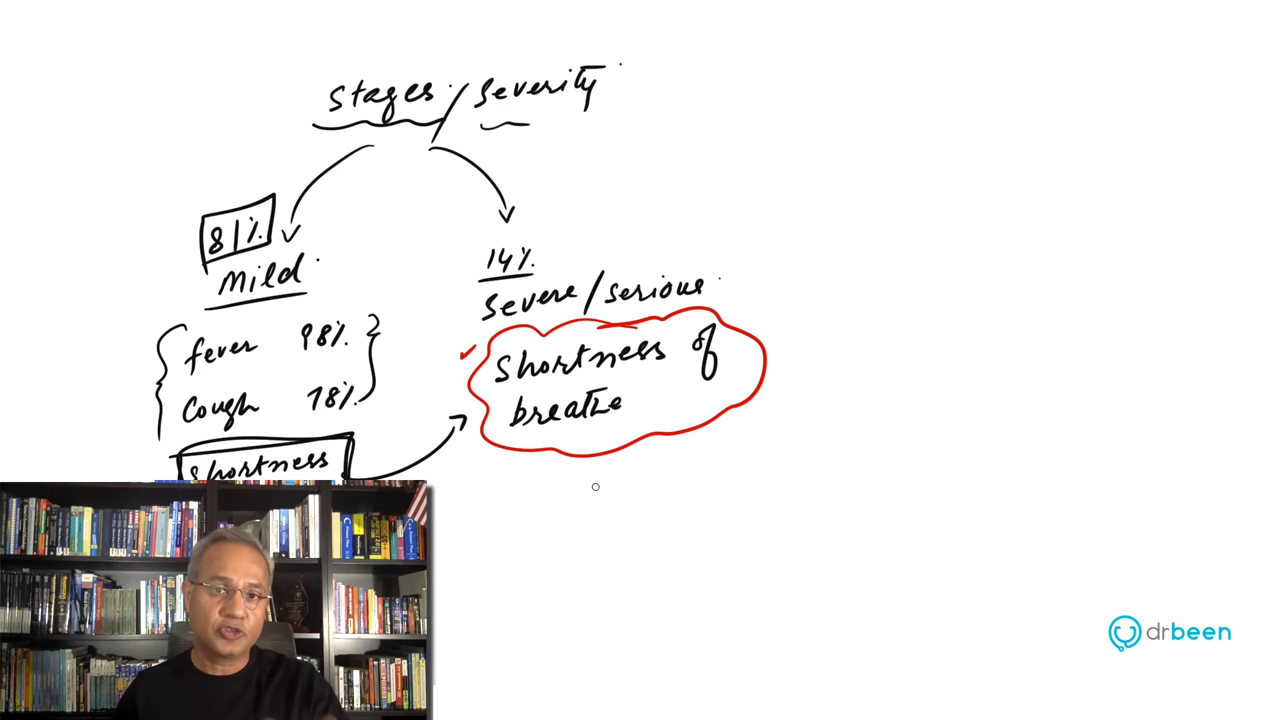 Stages / Severity
81%
Mild
14%
Severe / Serious
fever 98%
Cough 78%
Shortness
Shortness of
breathe
drbeen